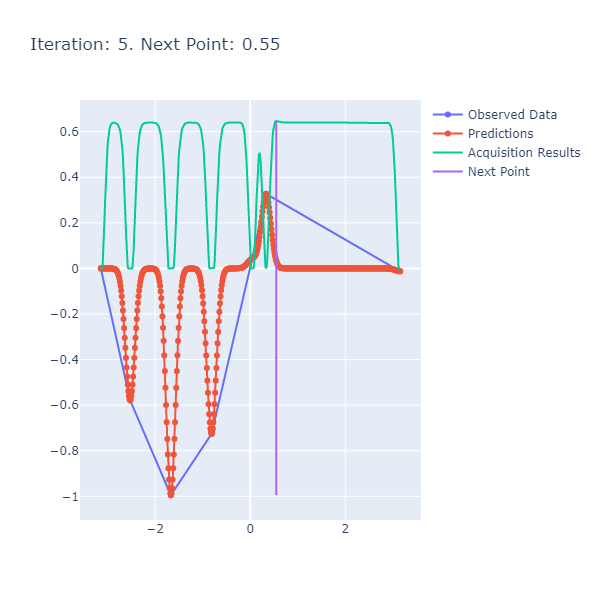 Iteration: 5. Next Point: 0.55
Observed Data
Predictions
Acquisition Results
Next Point
0.6
0.4
0.2
0
−0.2
−0.4
−0.6
−0.8
−1
−2
0
2